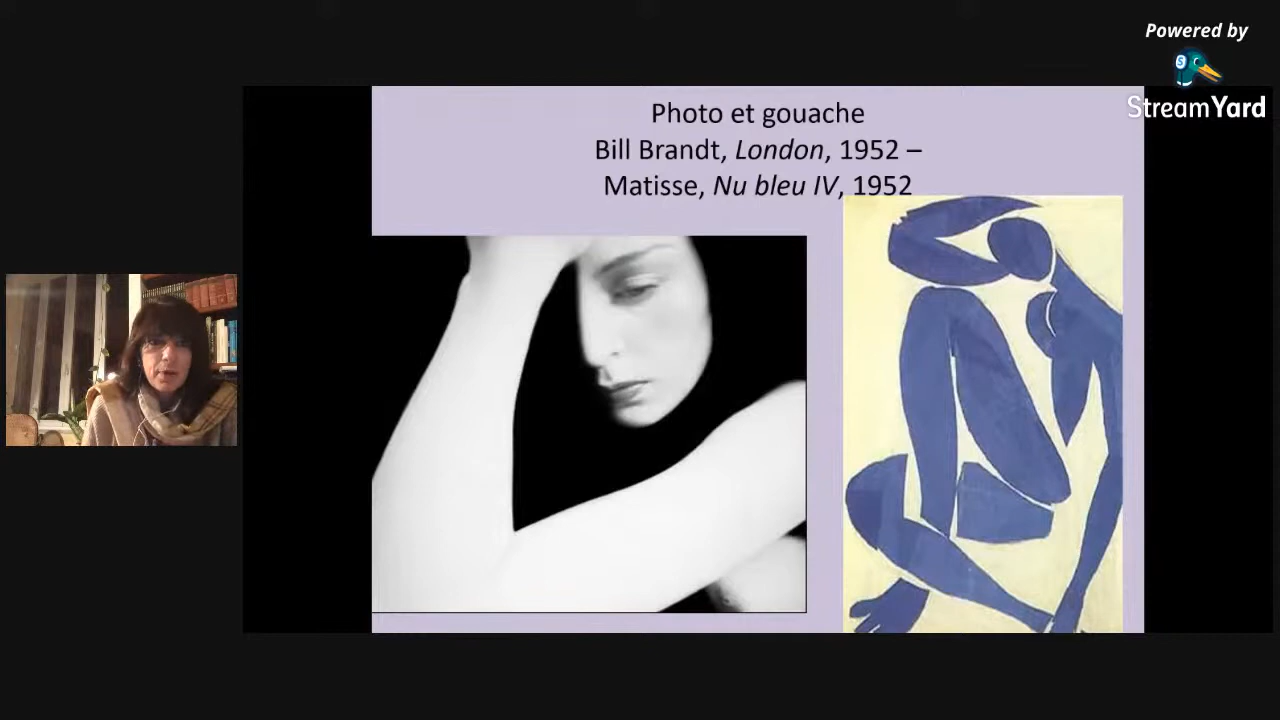 Powered by
StreamYard
Photo et gouache
Bill Brandt, London, 1952 –
Matisse, Nu bleu IV, 1952